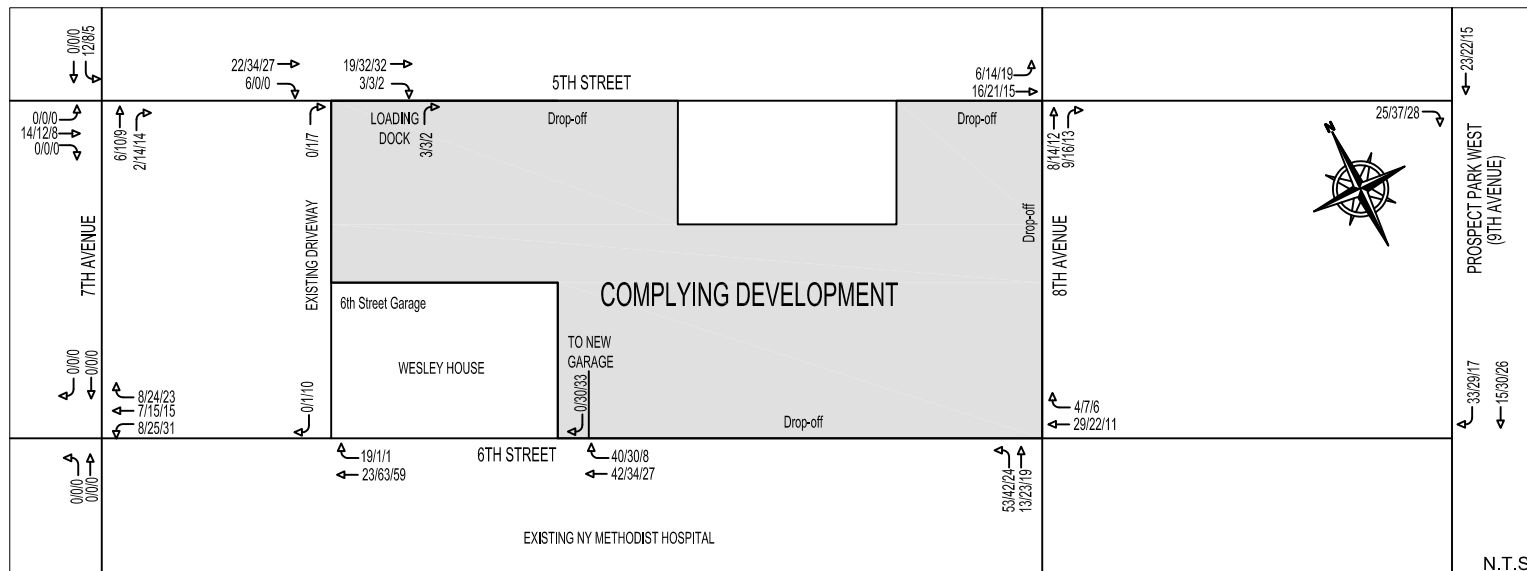 0/0/0
12/8/5
22/34/27
6/0/0
19/32/32
3/3/2
5TH STREET
6/14/19
16/21/15
23/22/15
0/0/0
14/12/8
0/0/0
6/10/9
2/14/14
0/1/7
LOADING
DOCK
3/3/2
Drop-off
Drop-off
8/14/12
9/16/13
25/37/28
N
7TH AVENUE
EXISTING DRIVEWAY
Drop-off
8TH AVENUE
PROSPECT PARK WEST
(9TH AVENUE)
6th Street Garage
COMPLYING DEVELOPMENT
WESLEY HOUSE
TO NEW
GARAGE
0/0/0
0/0/0
8/24/23
7/15/15
8/25/31
0/1/10
0/30/33
Drop-off
4/7/6
29/22/11
33/29/17
15/30/26
19/1/1
23/63/59
6TH STREET
40/30/8
42/34/27
53/42/24
13/23/19
0/0/0
0/0/0
EXISTING NY METHODIST HOSPITAL
N.T.S